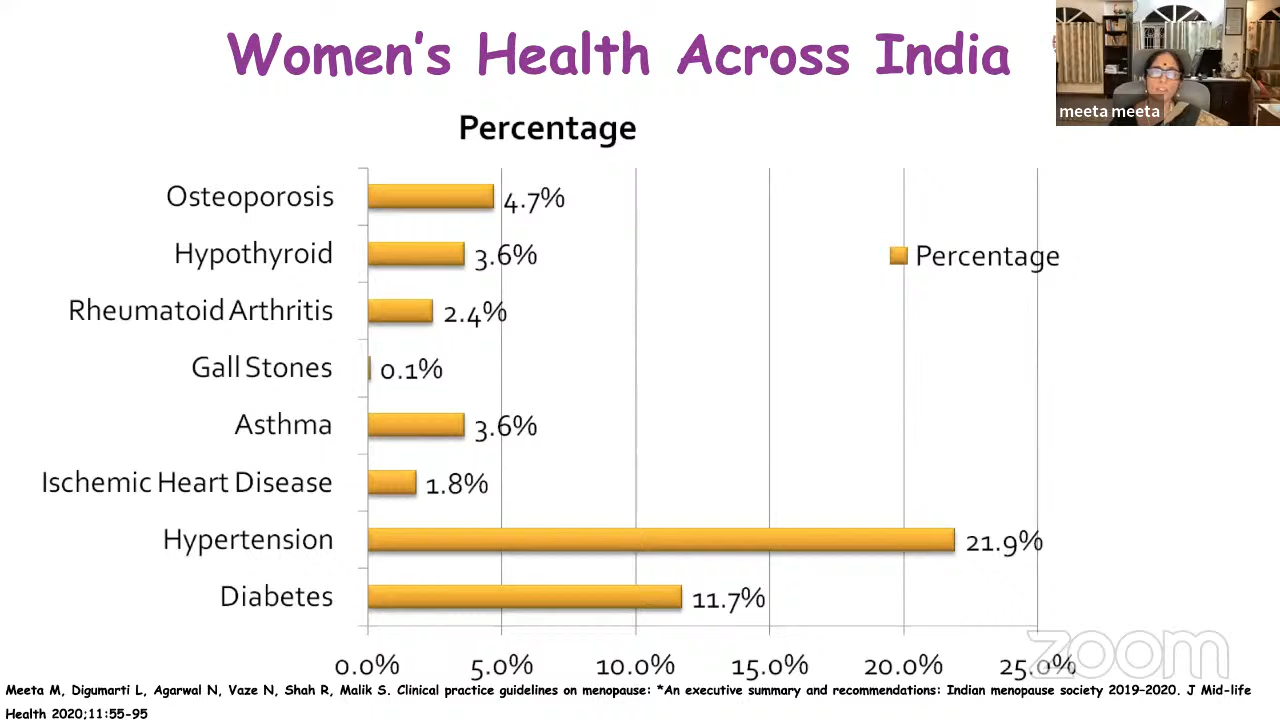 Women's Health Across India
meeta meeta
Percentage
Osteoporosis 4.7%
Hypothyroid 3.6%
Percentage
Rheumatoid Arthritis 2.4%
Gall Stones 0.1%
Asthma 3.6%
Ischemic Heart Disease 1.8%
Hypertension 21.9%
Diabetes 11.7%
zoom
0.0% 5.0% 10.0% 15.0% 20.0% 25.0%
Meeta M, Digumarti L, Agarwal N, Vaze N, Shah R, Malik S. Clinical practice guidelines on menopause: *An executive summary and recommendations: Indian menopause society 2019–2020. J Mid-life
Health 2020;11:55-95